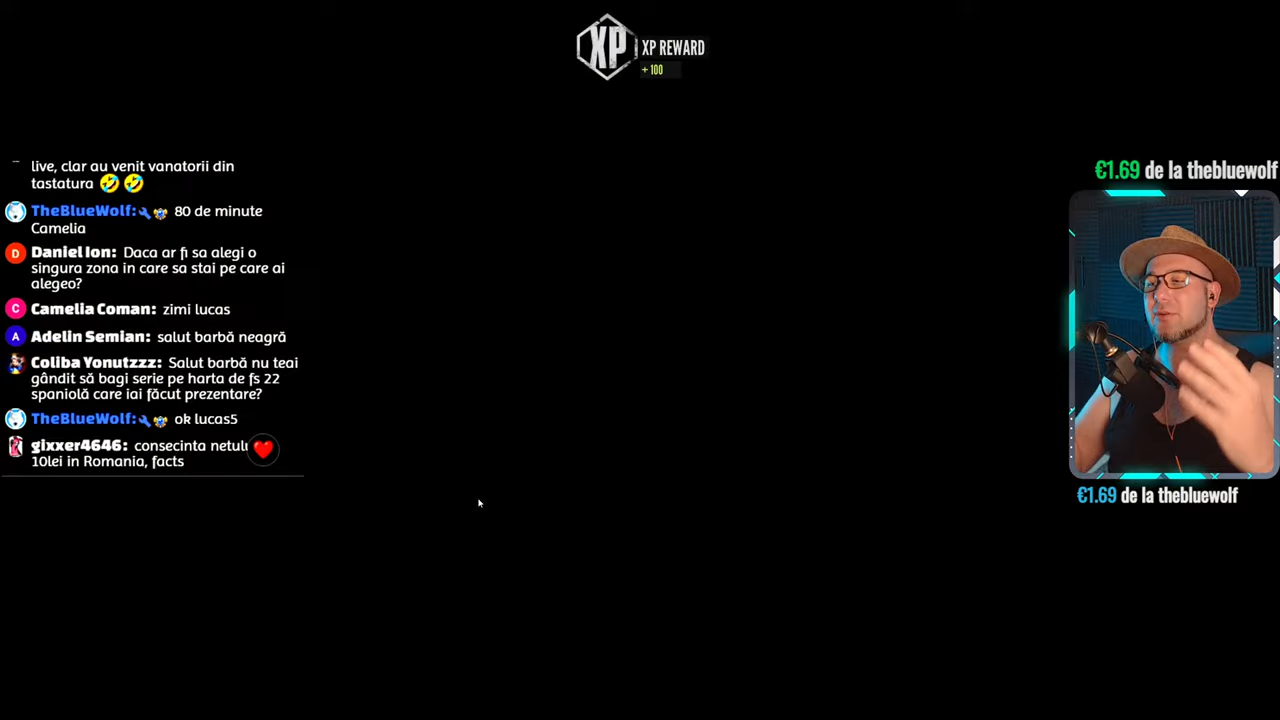 XP
XP REWARD
+ 100
live, clar au venit vanatorii din
tastatura 🤣 🤣
TheBlueWolf: 80 de minute
Camelia
D Daniel Ion: Daca ar fi sa alegi o
singura zona in care sa stai pe care ai
alegeo?
C Camelia Coman: zimi lucas
A Adelin Semian: salut barbă neagră
Coliba Yonutzzz: Salut barbă nu teai
gândit să bagi serie pe harta de fs 22
spaniolă care iai făcut prezentare?
TheBlueWolf: ok lucas5
gixxer4646: consecinta netulu
10lei in Romania, facts
€1.69 de la thebluewolf
€1.69 de la thebluewolf